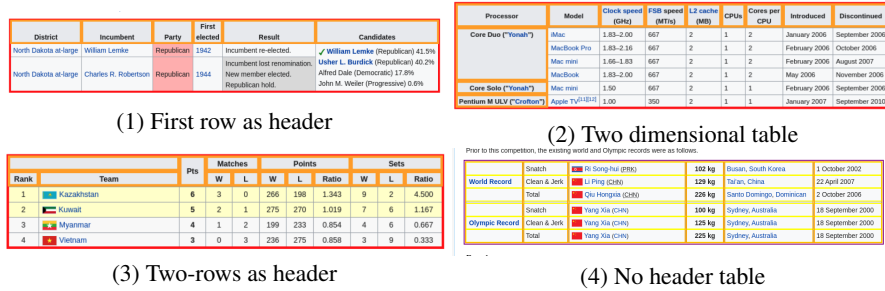 District Incumbent Party First elected Result Candidates
North Dakota at-large William Lemke Republican 1942 Incumbent re-elected.
North Dakota at-large Charles R. Robertson Republican 1944 Incumbent lost renomination.
New member elected.
Republican hold.
✓ William Lemke (Republican) 41.5%
Usher L. Burdick (Republican) 40.2%
Alfred Dale (Democratic) 17.8%
John M. Weiler (Progressive) 0.6%
(1) First row as header
Processor Model Clock speed (GHz) FSB speed (MT/s) L2 cache (MB) CPUs Cores per CPU Introduced Discontinued
Core Duo ("Yonah") iMac 1.83–2.00 667 2 1 2 January 2006 September 2006
MacBook Pro 1.83–2.16 667 2 1 2 February 2006 October 2006
Mac mini 1.66–1.83 667 2 1 2 February 2006 August 2007
MacBook 1.83–2.00 667 2 1 2 May 2006 November 2006
Core Solo ("Yonah") Mac mini 1.50 667 2 1 1 February 2006 September 2006
Pentium M ULV ("Crofton") Apple TV[11][12] 1.00 350 2 1 1 January 2007 September 2010
(2) Two dimensional table
Rank Team Pts Matches Points Sets
W L W L Ratio W L Ratio
1 Kazakhstan 6 3 0 266 198 1.343 9 2 4.500
2 Kuwait 5 2 1 275 270 1.019 7 6 1.167
3 Myanmar 4 1 2 199 233 0.854 4 6 0.667
4 Vietnam 3 0 3 236 275 0.858 3 9 0.333
(3) Two-rows as header
Prior to this competition, the existing world and Olympic records were as follows.
World Record Snatch Ri Song-hui (PRK) 102 kg Busan, South Korea 1 October 2002
Clean & Jerk Li Ping (CHN) 129 kg Tai'an, China 22 April 2007
Total Qiu Hongxia (CHN) 226 kg Santo Domingo, Dominican 2 October 2006
Olympic Record Snatch Yang Xia (CHN) 100 kg Sydney, Australia 18 September 2000
Clean & Jerk Yang Xia (CHN) 125 kg Sydney, Australia 18 September 2000
Total Yang Xia (CHN) 225 kg Sydney, Australia 18 September 2000
(4) No header table